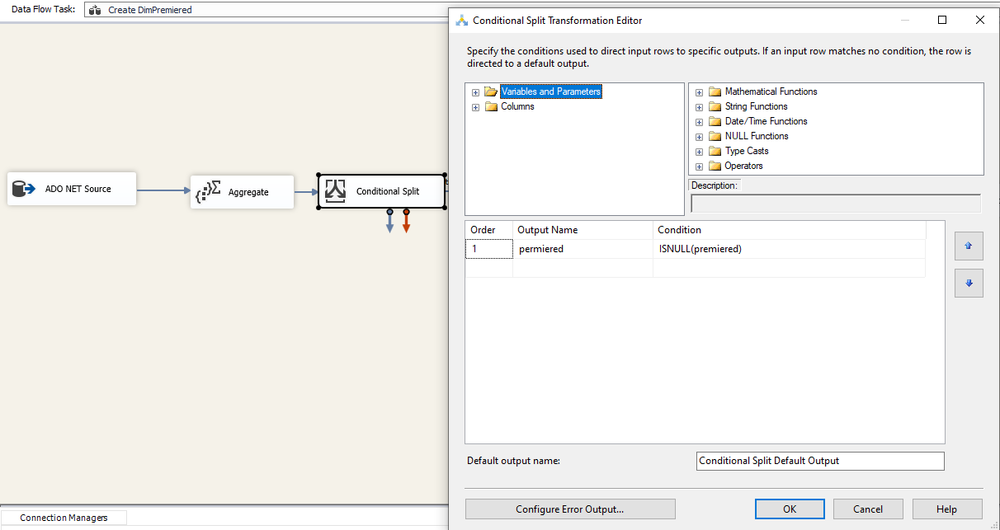 Data Flow Task:
Create DimPremiered
Conditional Split Transformation Editor
Specify the conditions used to direct input rows to specific outputs. If an input row matches no condition, the row is
directed to a default output.
Variables and Parameters
Columns
Mathematical Functions
String Functions
Date/Time Functions
NULL Functions
Type Casts
Operators
Description:
ADO NET Source
Aggregate
Conditional Split
Order
Output Name
Condition
1
permiered
ISNULL(premiered)
Default output name:
Conditional Split Default Output
Configure Error Output...
OK
Cancel
Help
Connection Managers